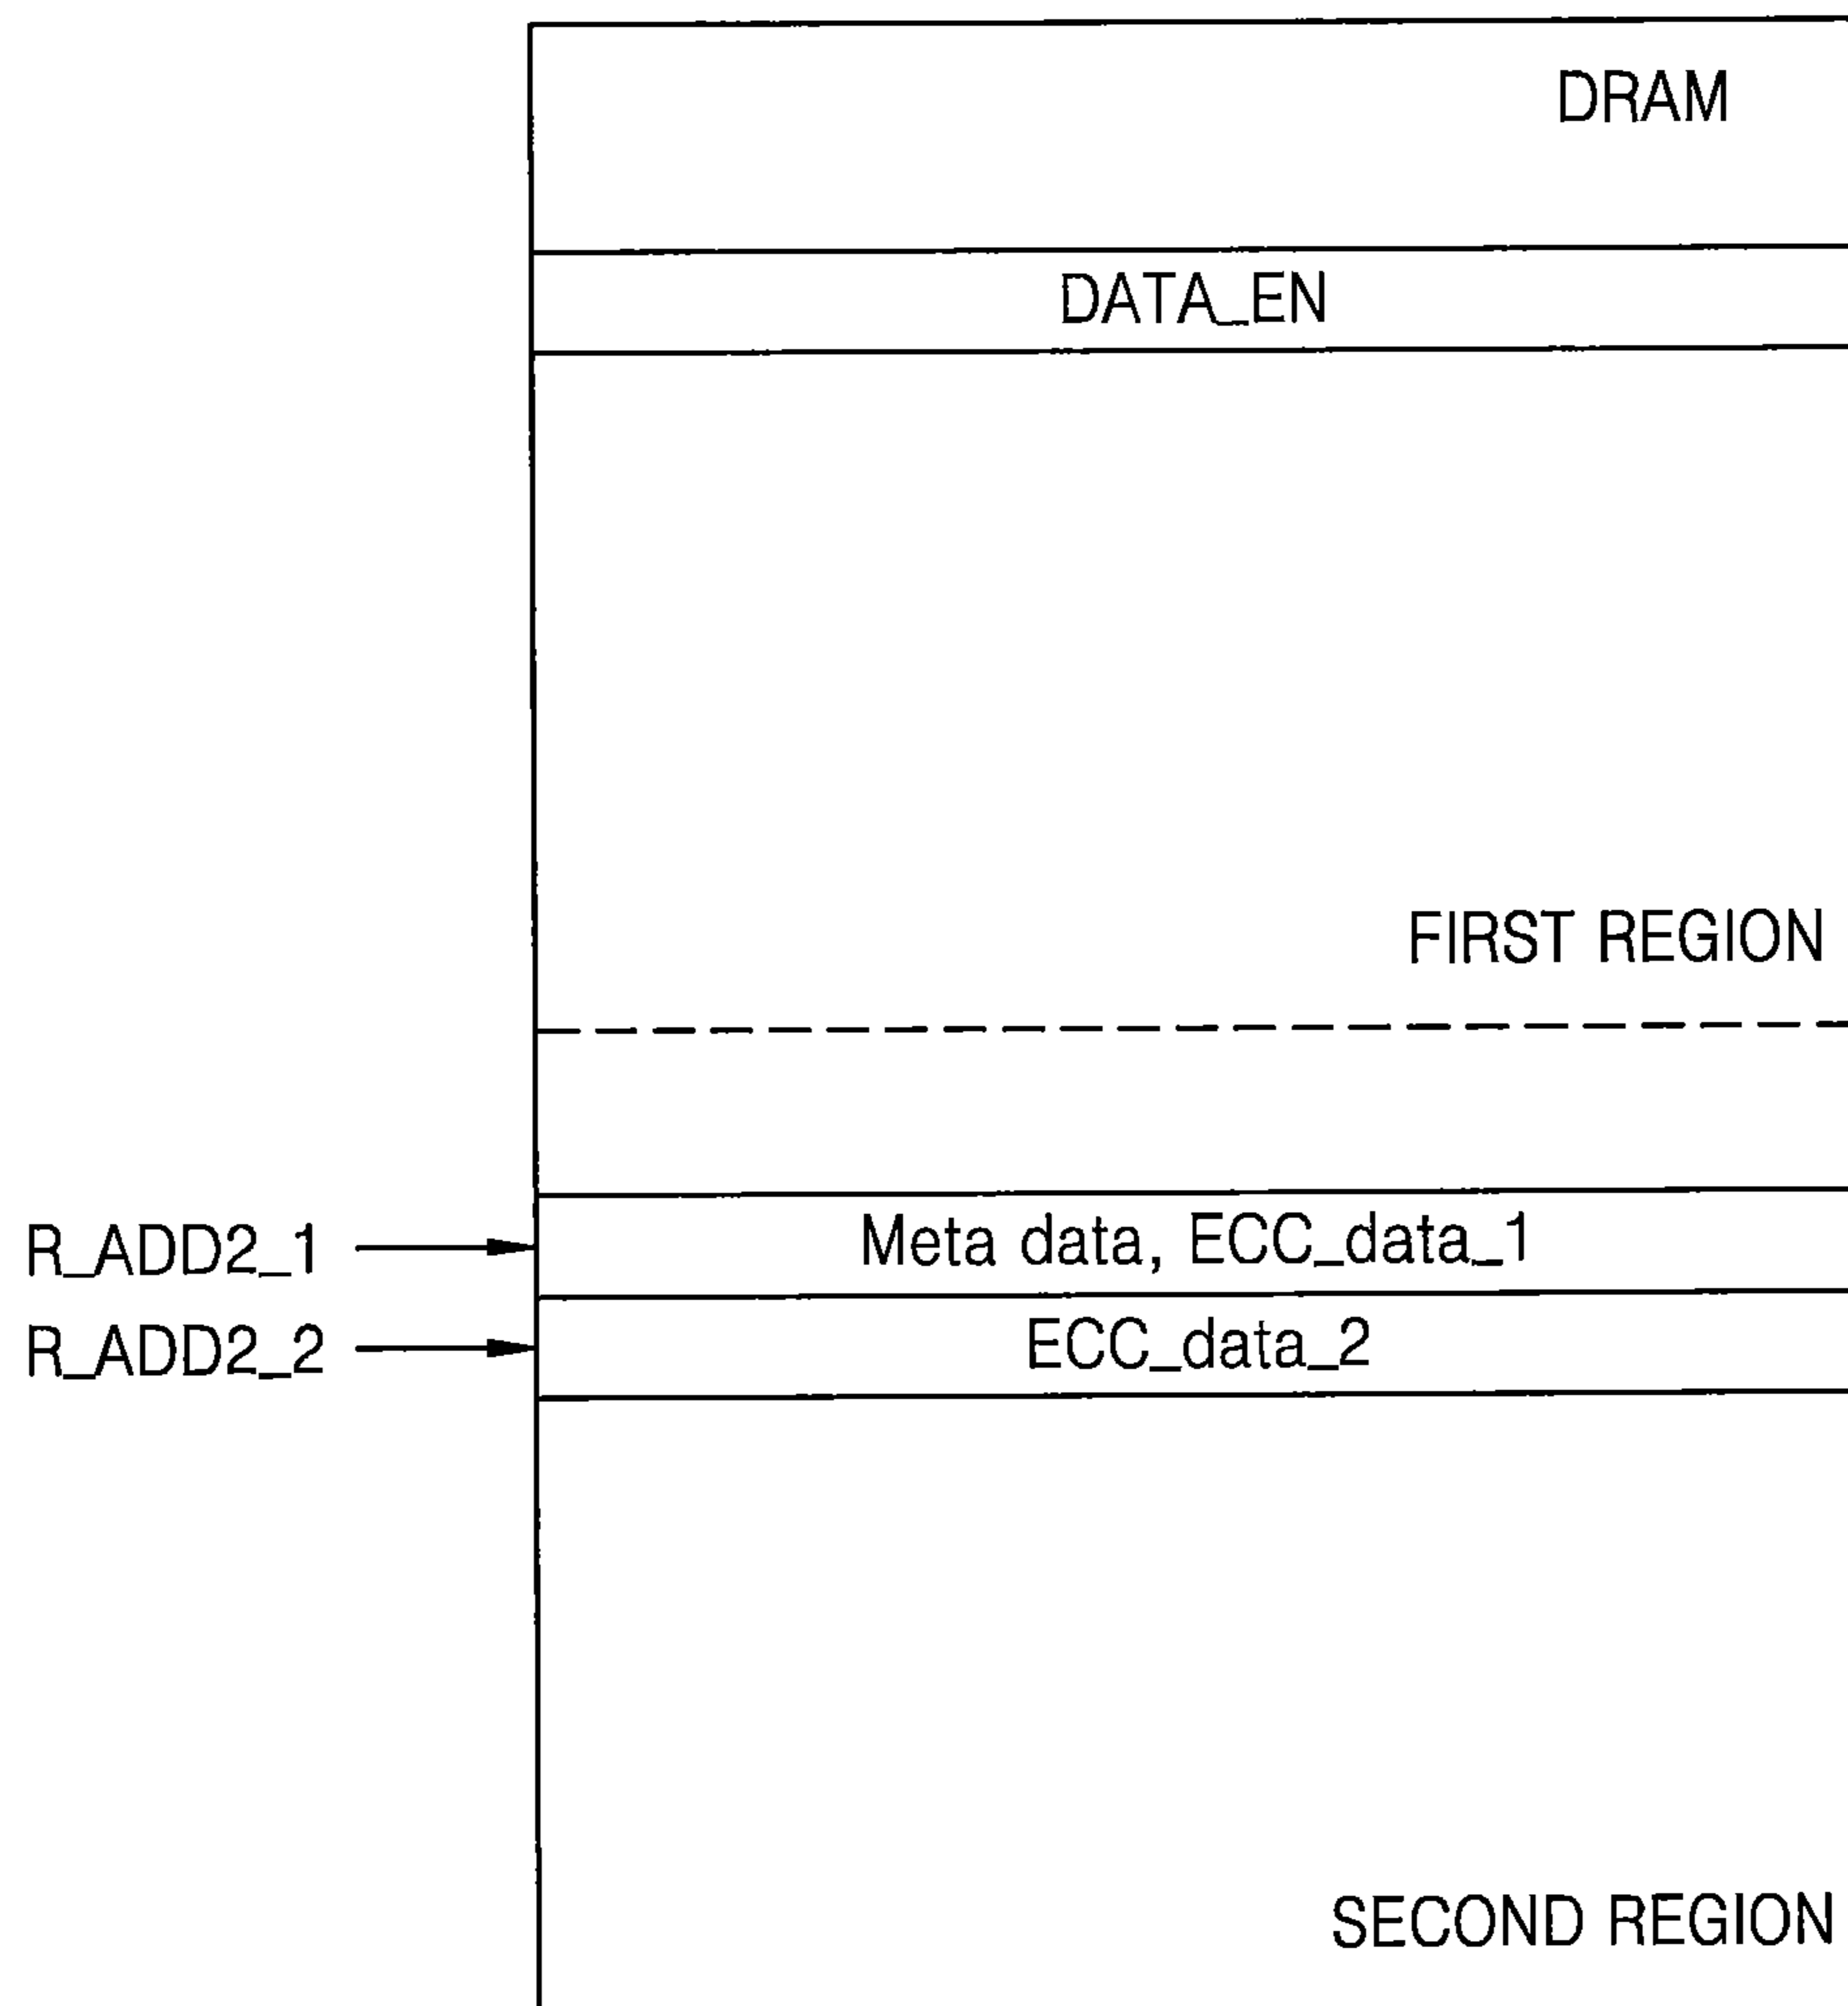 DRAM
DATA_EN
FIRST REGION
R_ADD2_1
Meta data, ECC_data_1
R_ADD2_2
ECC_data_2
SECOND REGION